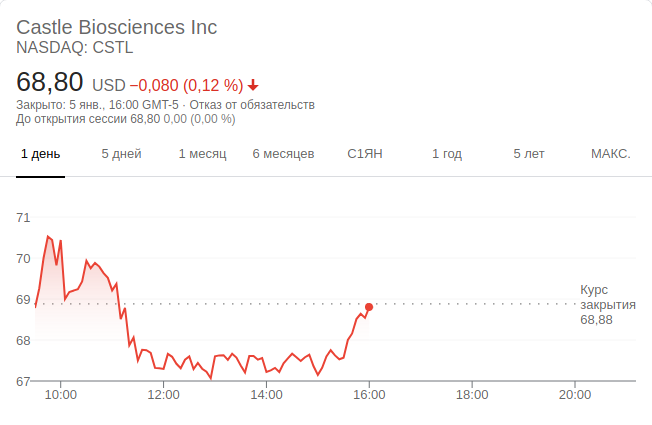 Castle Biosciences Inc
NASDAQ: CSTL
68,80 USD −0,080 (0,12 %)
Закрыто: 5 янв., 16:00 GMT-5 · Отказ от обязательств
До открытия сессии 68,80 0,00 (0,00 %)
1 день 5 дней 1 месяц 6 месяцев С1ЯН 1 год 5 лет МАКС.
71
70
69
68
67
Курс
закрытия
68,88
10:00 12:00 14:00 16:00 18:00 20:00